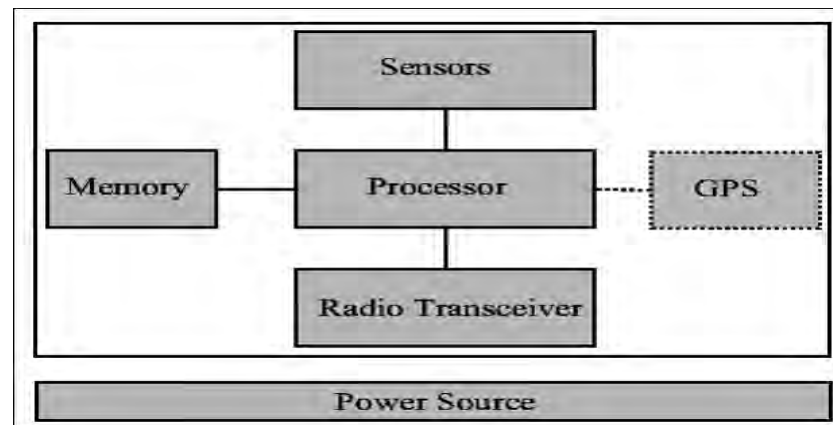 Sensors
Memory
Processor
GPS
Radio Transceiver
Power Source